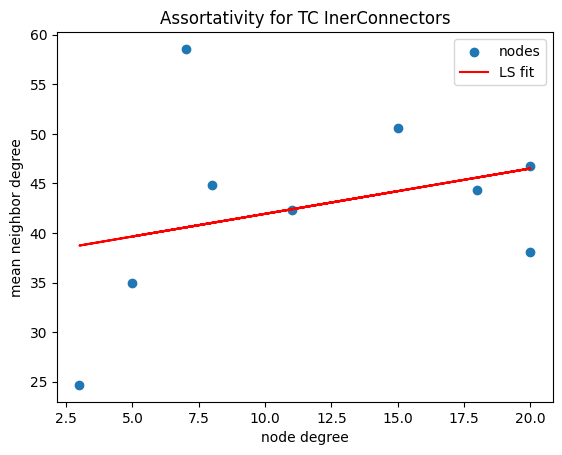 Assortativity for TC InerConnectors
nodes
LS fit
mean neighbor degree
60
55
50
45
40
35
30
25
2.5 5.0 7.5 10.0 12.5 15.0 17.5 20.0
node degree